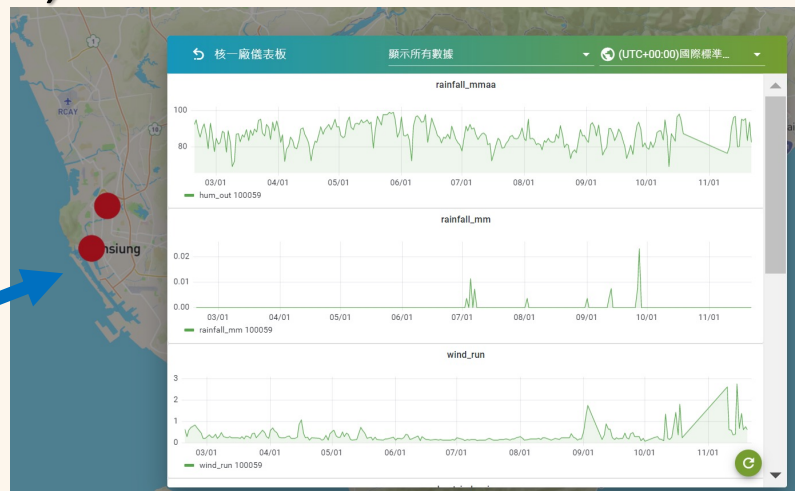 核一廠儀表板
顯示所有數據
(UTC+00:00)國際標準...
rainfall_mmaa
100
80
03/01 04/01 05/01 06/01 07/01 08/01 09/01 10/01 11/01
hum_out 100059
rainfall_mm
0.02
0.01
0.00
03/01 04/01 05/01 06/01 07/01 08/01 09/01 10/01 11/01
rainfall_mm 100059
wind_run
3
2
1
0
03/01 04/01 05/01 06/01 07/01 08/01 09/01 10/01 11/01
wind_run 100059
RCAY
hsiung